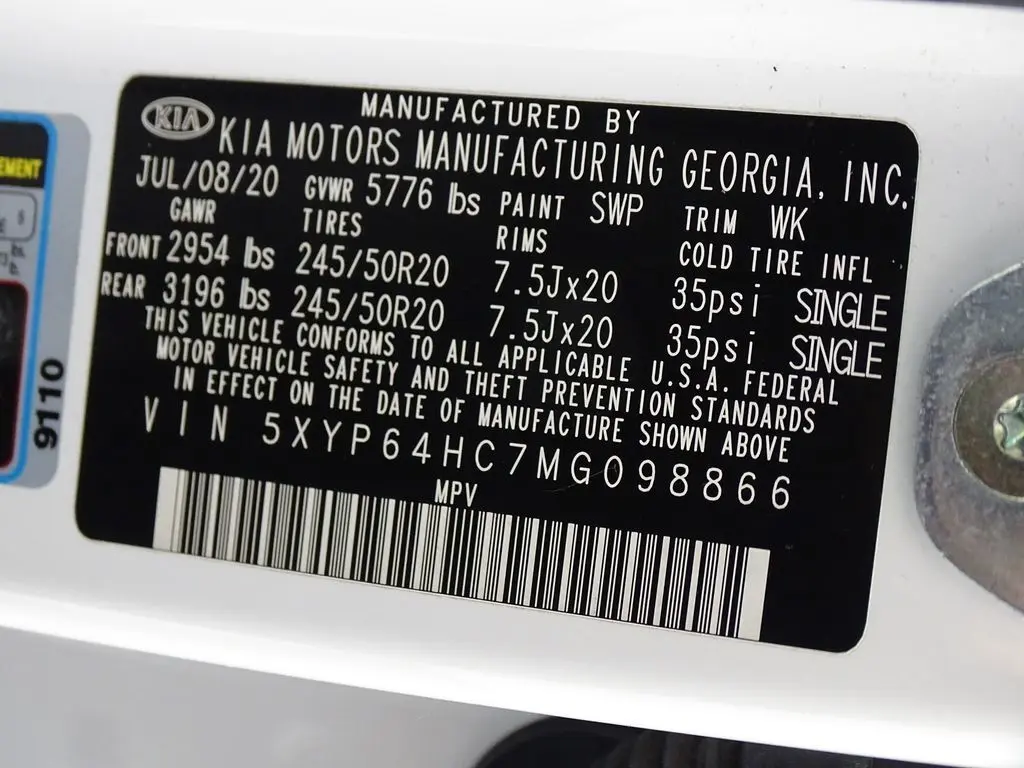 KIA
MANUFACTURED BY
KIA MOTORS MANUFACTURING GEORGIA, INC.
JUL/08/20 GVWR 5776 lbs PAINT SWP TRIM WK
GAWR TIRES RIMS COLD TIRE INFL
FRONT 2954 lbs 245/50R20 7.5Jx20 35psi SINGLE
REAR 3196 lbs 245/50R20 7.5Jx20 35psi SINGLE
THIS VEHICLE CONFORMS TO ALL APPLICABLE U.S.A. FEDERAL
MOTOR VEHICLE SAFETY AND THEFT PREVENTION STANDARDS
IN EFFECT ON THE DATE OF MANUFACTURE SHOWN ABOVE
VIN 5XYP64HC7MG098866
MPV
9110